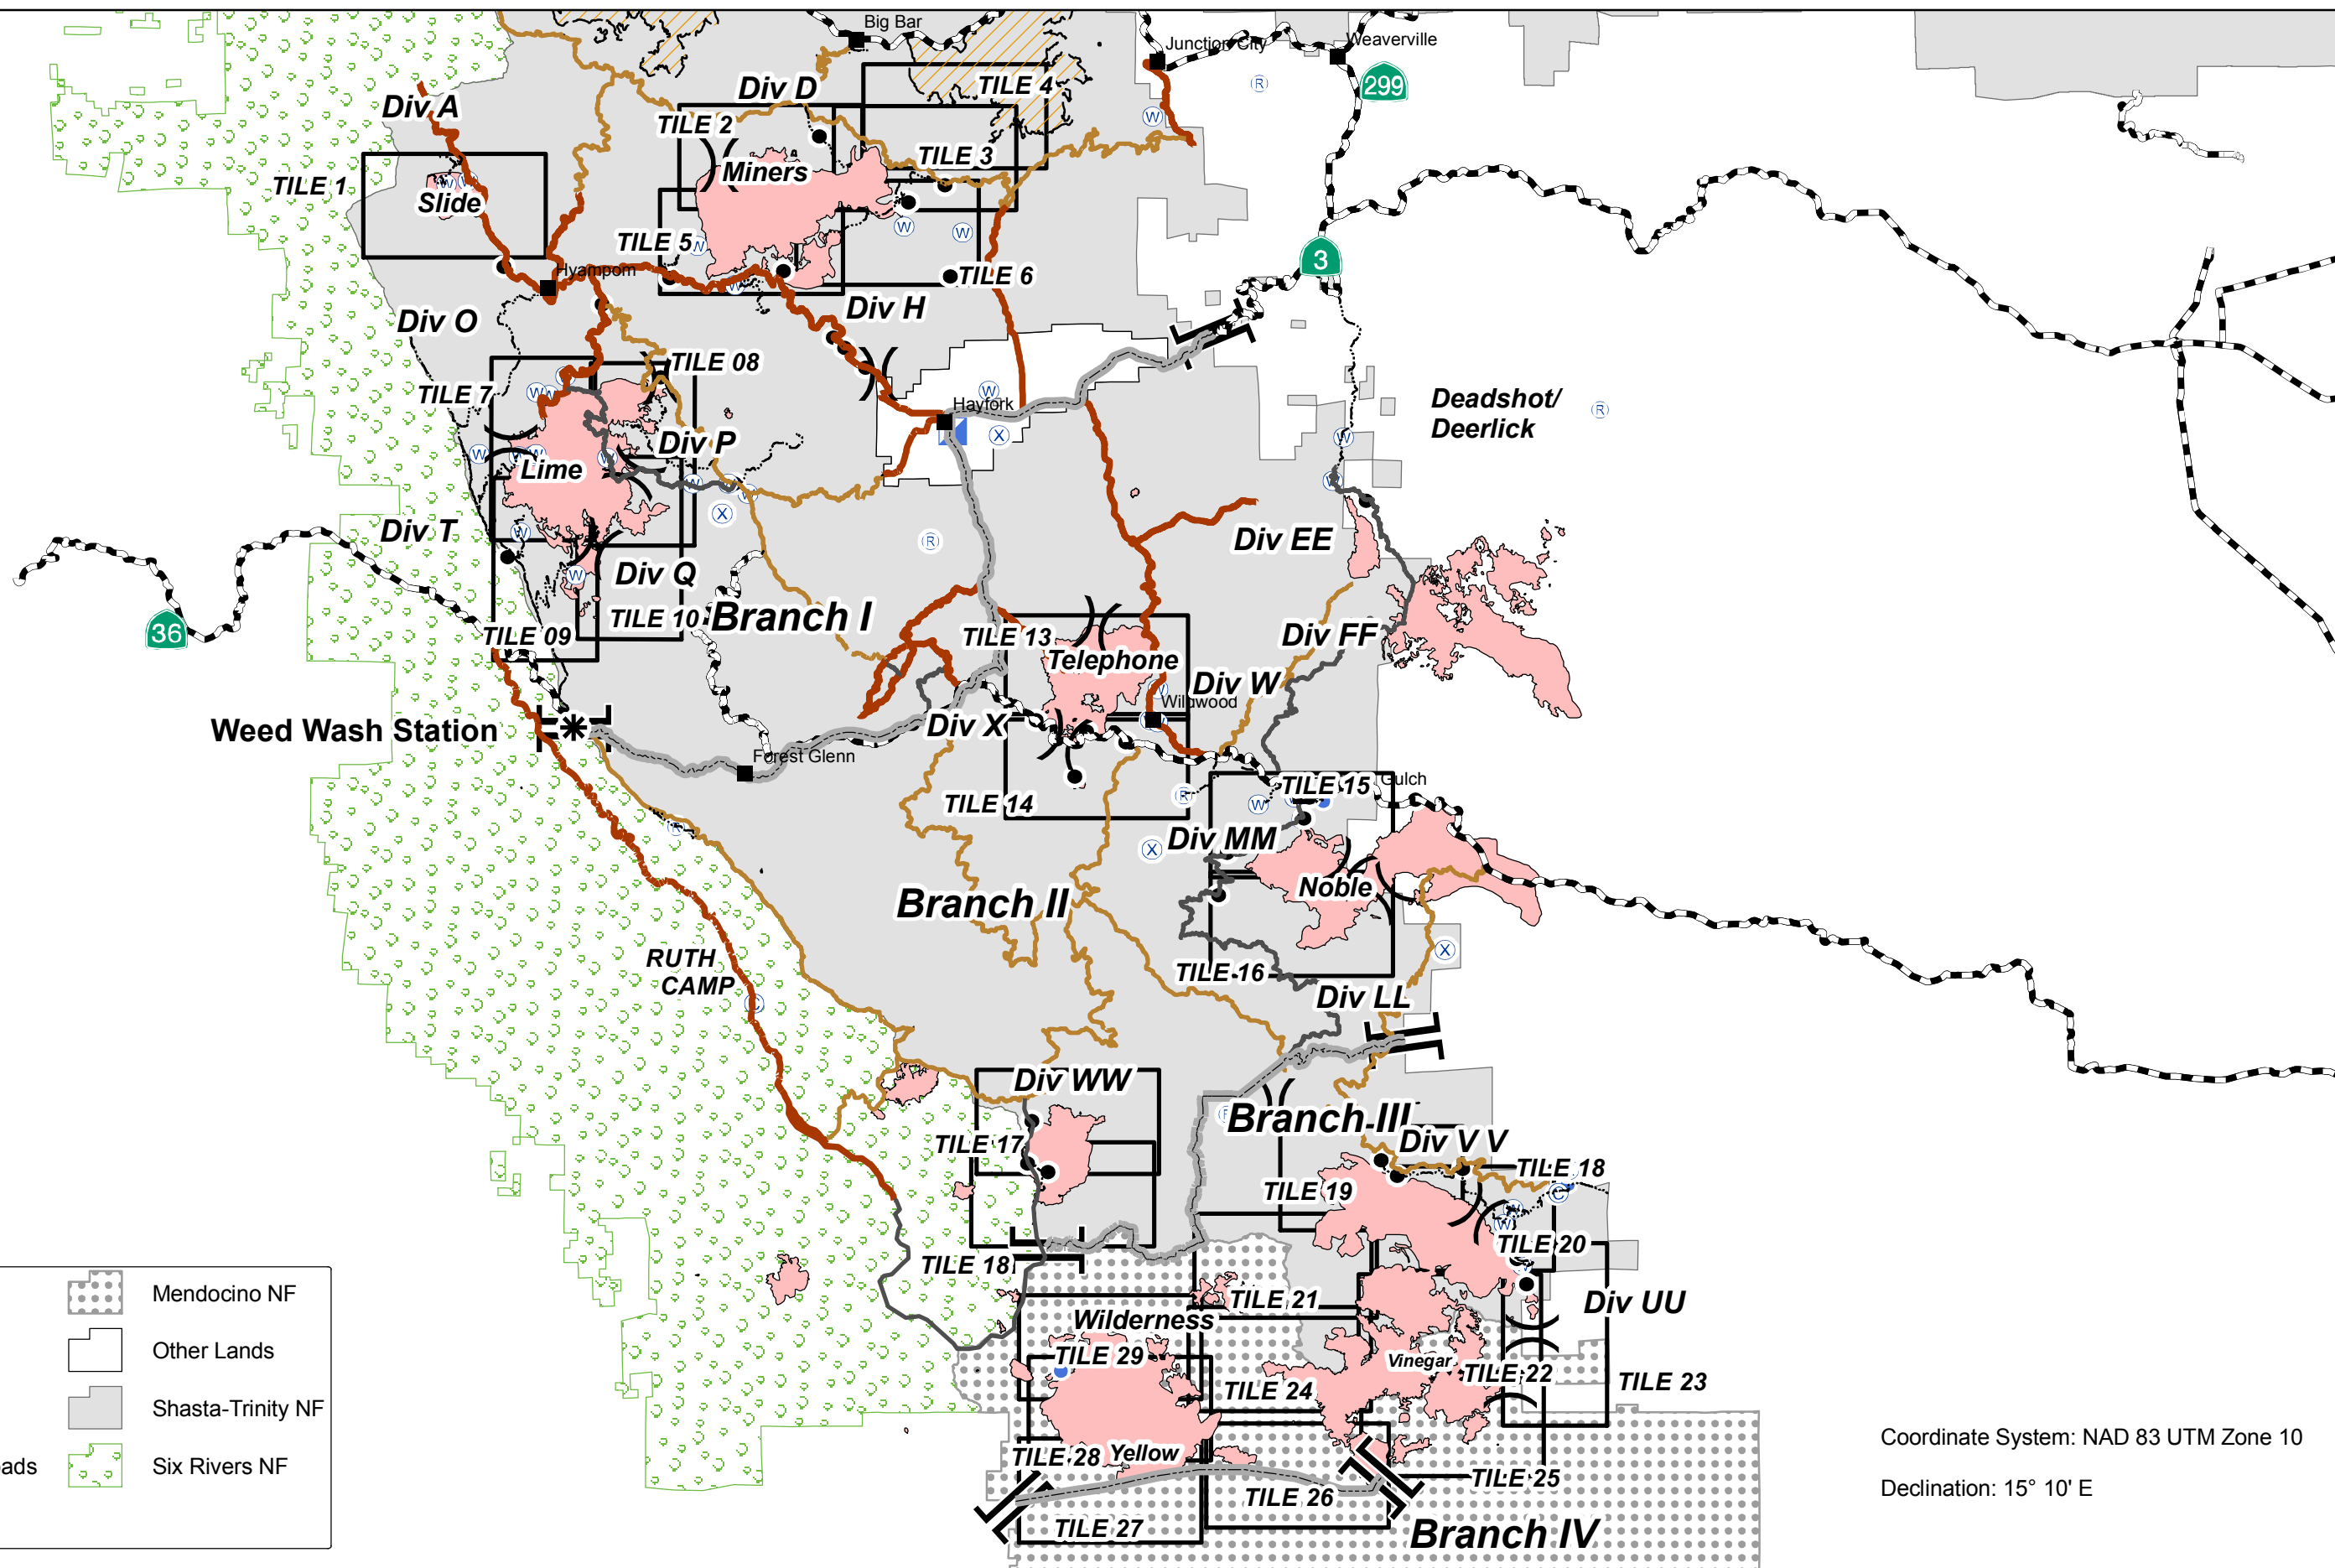 Big Bar
Junction City
Weaverville
299
Div A
Div D
TILE 4
TILE 2
TILE 3
Miners
TILE 1
Slide
TILE 5
3
Hyampom
TILE 6
Div H
Div O
TILE 08
TILE 7
Hayfork
Deadshot/
Deerlick
Div P
Lime
Div T
Div EE
Div Q
Branch I
TILE 10
36
TILE 09
TILE 13
Div FF
Telephone
Div W
Wildwood
Weed Wash Station
Div X
Forest Glenn
TILE 15
Gulch
TILE 14
Div MM
Noble
Branch II
RUTH
CAMP
TILE 16
Div LL
Div WW
Branch III
Div V V
TILE 17
TILE 18
TILE 19
TILE 20
TILE 18
Div UU
TILE 21
Wilderness
TILE 29
Vinegar
TILE 22
TILE 23
TILE 24
TILE 28
Yellow
TILE 25
TILE 26
TILE 27
Branch IV
Mendocino NF
Other Lands
Shasta-Trinity NF
Six Rivers NF
Coordinate System: NAD 83 UTM Zone 10
Declination: 15° 10' E